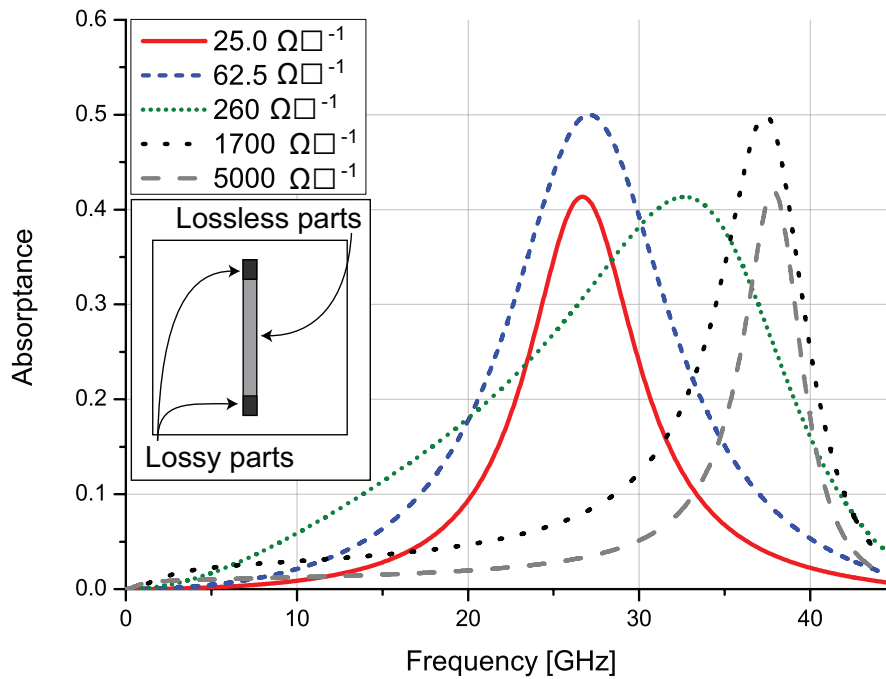 0.6
0.5
0.4
0.3
0.2
0.1
0.0
Absorptance
25.0 Ω□⁻¹
62.5 Ω□⁻¹
260 Ω□⁻¹
1700 Ω□⁻¹
5000 Ω□⁻¹
Lossless parts
Lossy parts
0 10 20 30 40
Frequency [GHz]